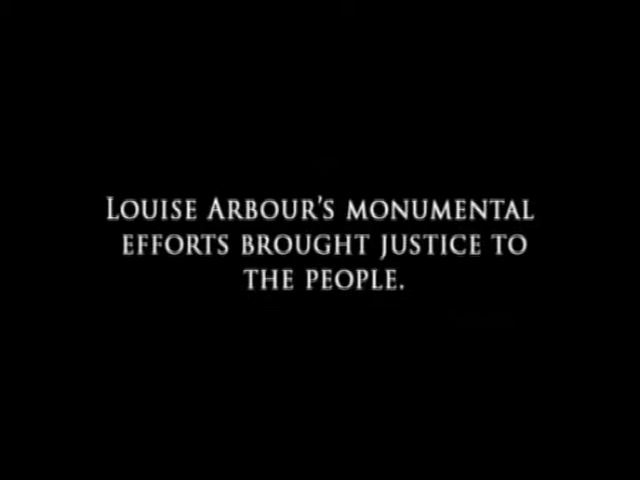 LOUISE ARBOUR'S MONUMENTAL
EFFORTS BROUGHT JUSTICE TO
THE PEOPLE.